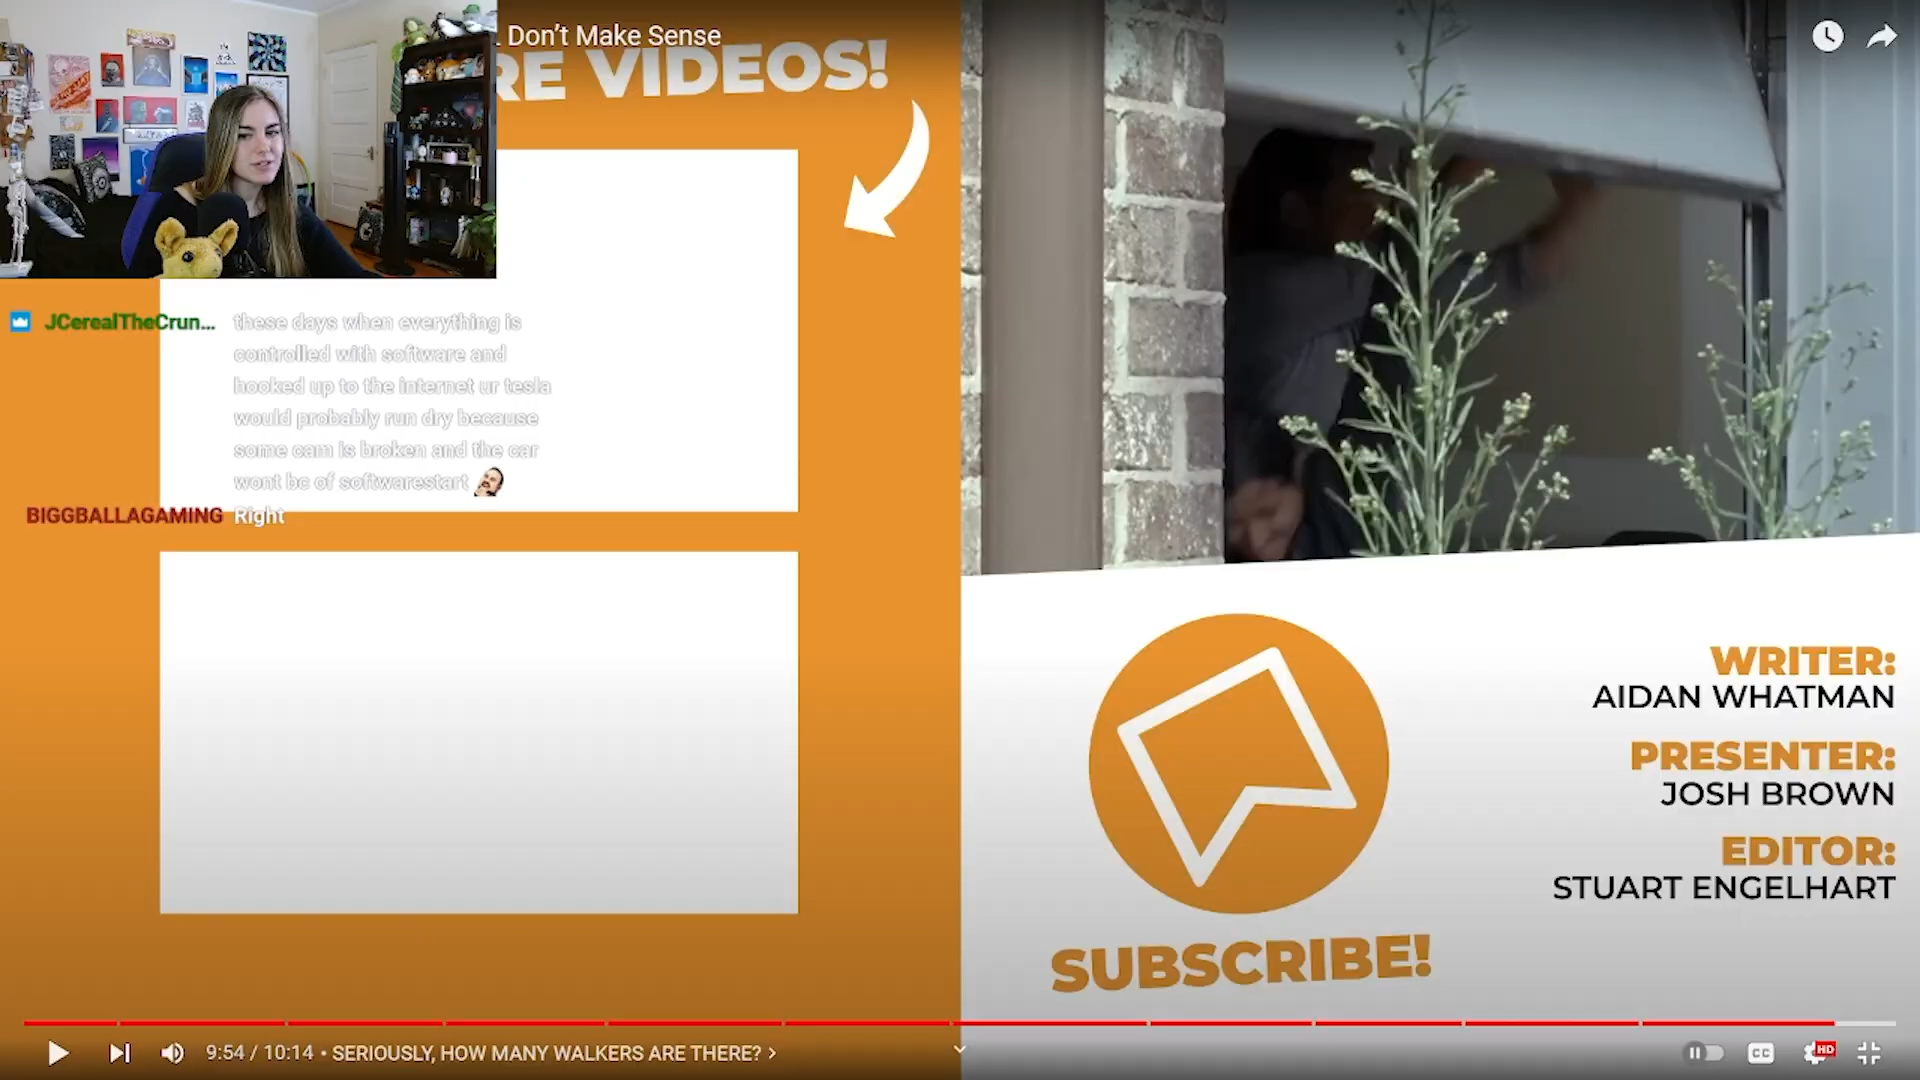 Don’t Make Sense
RE VIDEOS!
JCerealTheCrun... these days when everything is
controlled with software and
hooked up to the internet ur tesla
would probably run dry because
some cam is broken and the car
wont bc of softwarestart
BIGGBALLAGAMING Right
WRITER:
AIDAN WHATMAN
PRESENTER:
JOSH BROWN
EDITOR:
STUART ENGELHART
SUBSCRIBE!
9:54 / 10:14 • SERIOUSLY, HOW MANY WALKERS ARE THERE? >
CC
HD